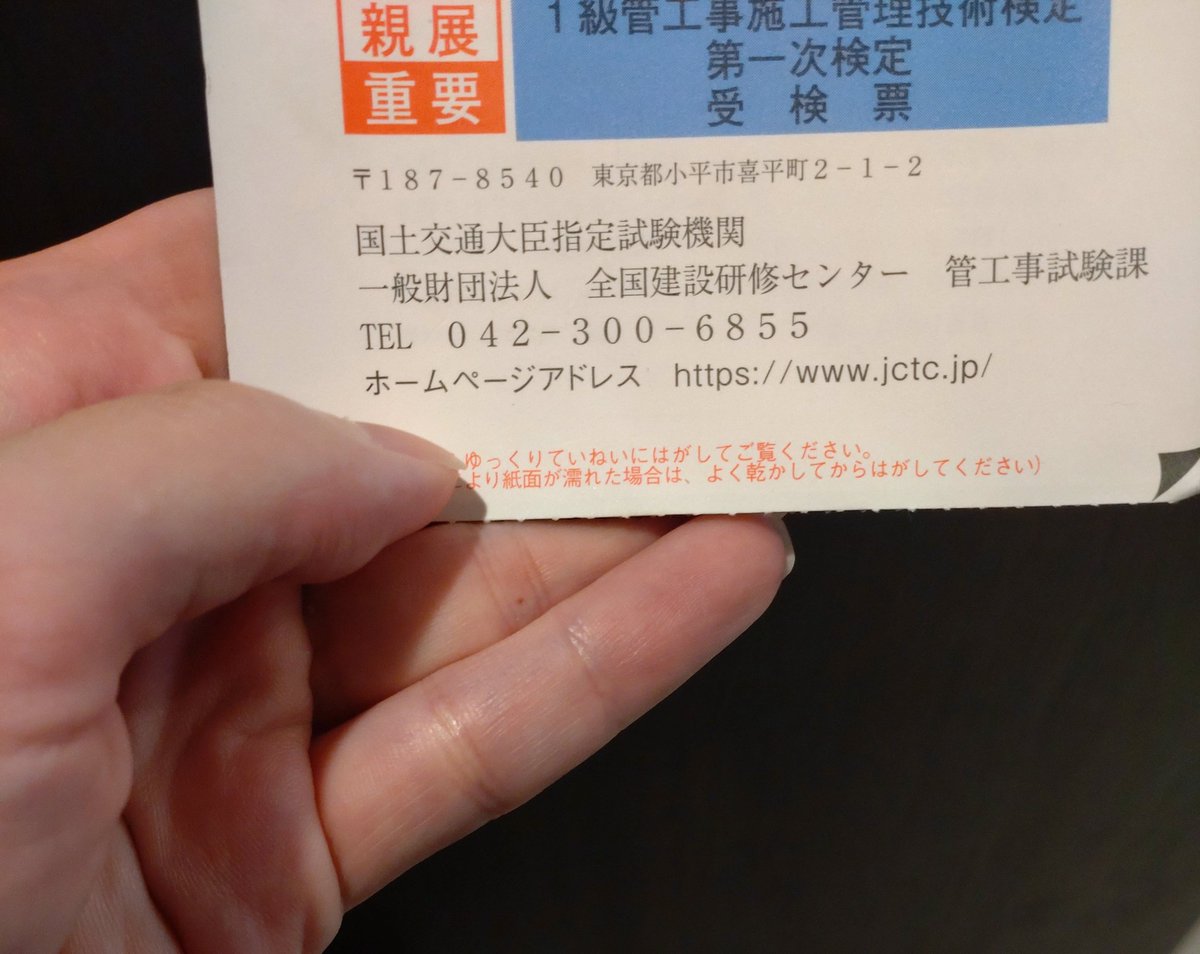 親展
重要
1級管工事施工管理技術検定
第一次検定
受検票
〒187-8540 東京都小平市喜平町2-1-2
国土交通大臣指定試験機関
一般財団法人 全国建設研修センター 管工事試験課
TEL 042-300-6855
ホームページアドレス https://www.jctc.jp/
ゆっくりていねいにはがしてご覧ください。
より紙面が濡れた場合は、よく乾かしてからはがしてください)